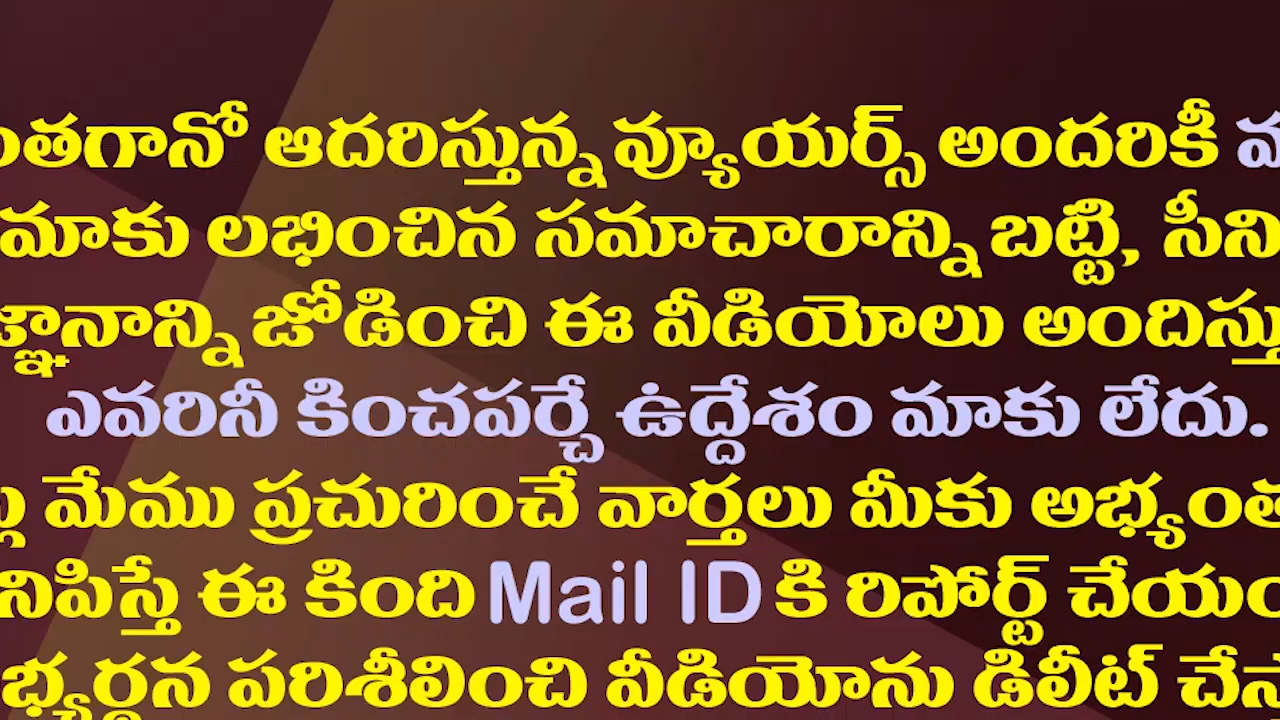 ఆదరిస్తున్న వ్యూయర్స్ అందరికీ
మాకు లభించిన సమాచారాన్ని బట్టి,
జోడించి ఈ వీడియోలు
ఎవరినీ కించపర్చే ఉద్దేశం మాకు లేదు.
మేము ప్రచురించే వార్తలు మీకు
ఈ కింది Mail ID కి రిపోర్ట్
పరిశీలించి వీడియోను డిలీట్